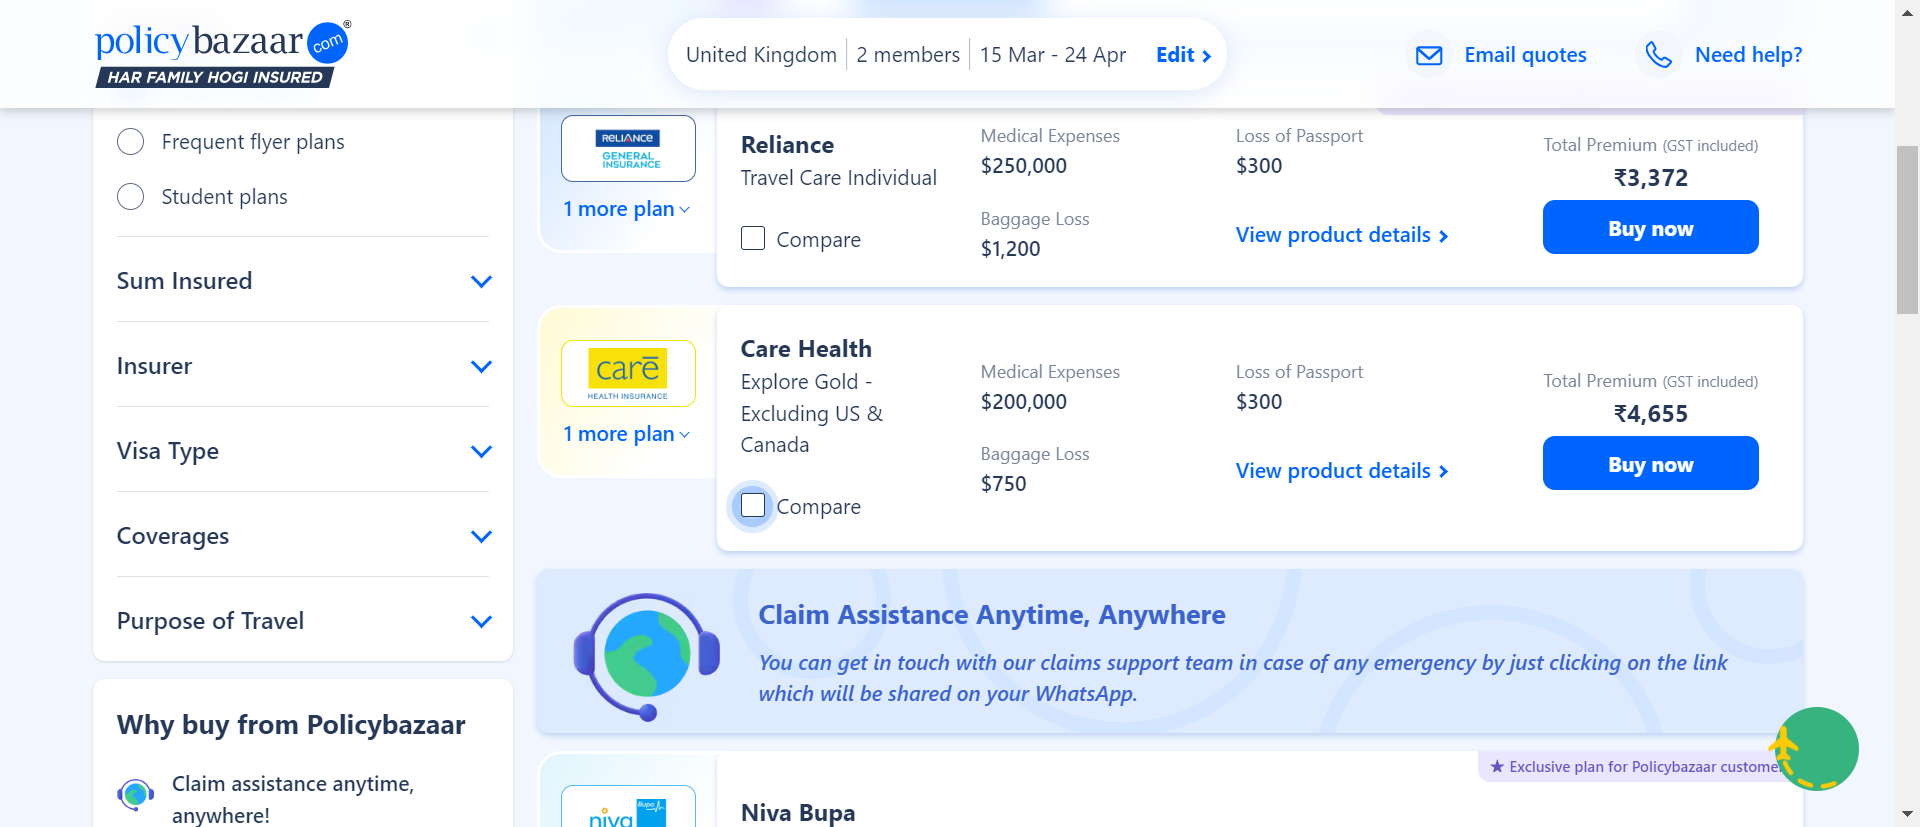 policybazaar.com®
HAR FAMILY HOGI INSURED
United Kingdom 2 members 15 Mar - 24 Apr Edit
Email quotes
Need help?
Frequent flyer plans
Student plans
Sum Insured
Insurer
Visa Type
Coverages
Purpose of Travel
Why buy from Policybazaar
Claim assistance anytime,
anywhere!
RELIANCE
GENERAL
INSURANCE
1 more plan
Reliance
Travel Care Individual
Compare
Medical Expenses
$250,000
Baggage Loss
$1,200
Loss of Passport
$300
View product details
Total Premium (GST included)
₹3,372
Buy now
care
HEALTH INSURANCE
1 more plan
Care Health
Explore Gold -
Excluding US &
Canada
Compare
Medical Expenses
$200,000
Baggage Loss
$750
Loss of Passport
$300
View product details
Total Premium (GST included)
₹4,655
Buy now
Claim Assistance Anytime, Anywhere
You can get in touch with our claims support team in case of any emergency by just clicking on the link
which will be shared on your WhatsApp.
Exclusive plan for Policybazaar custome
niva Bupa
Niva Bupa